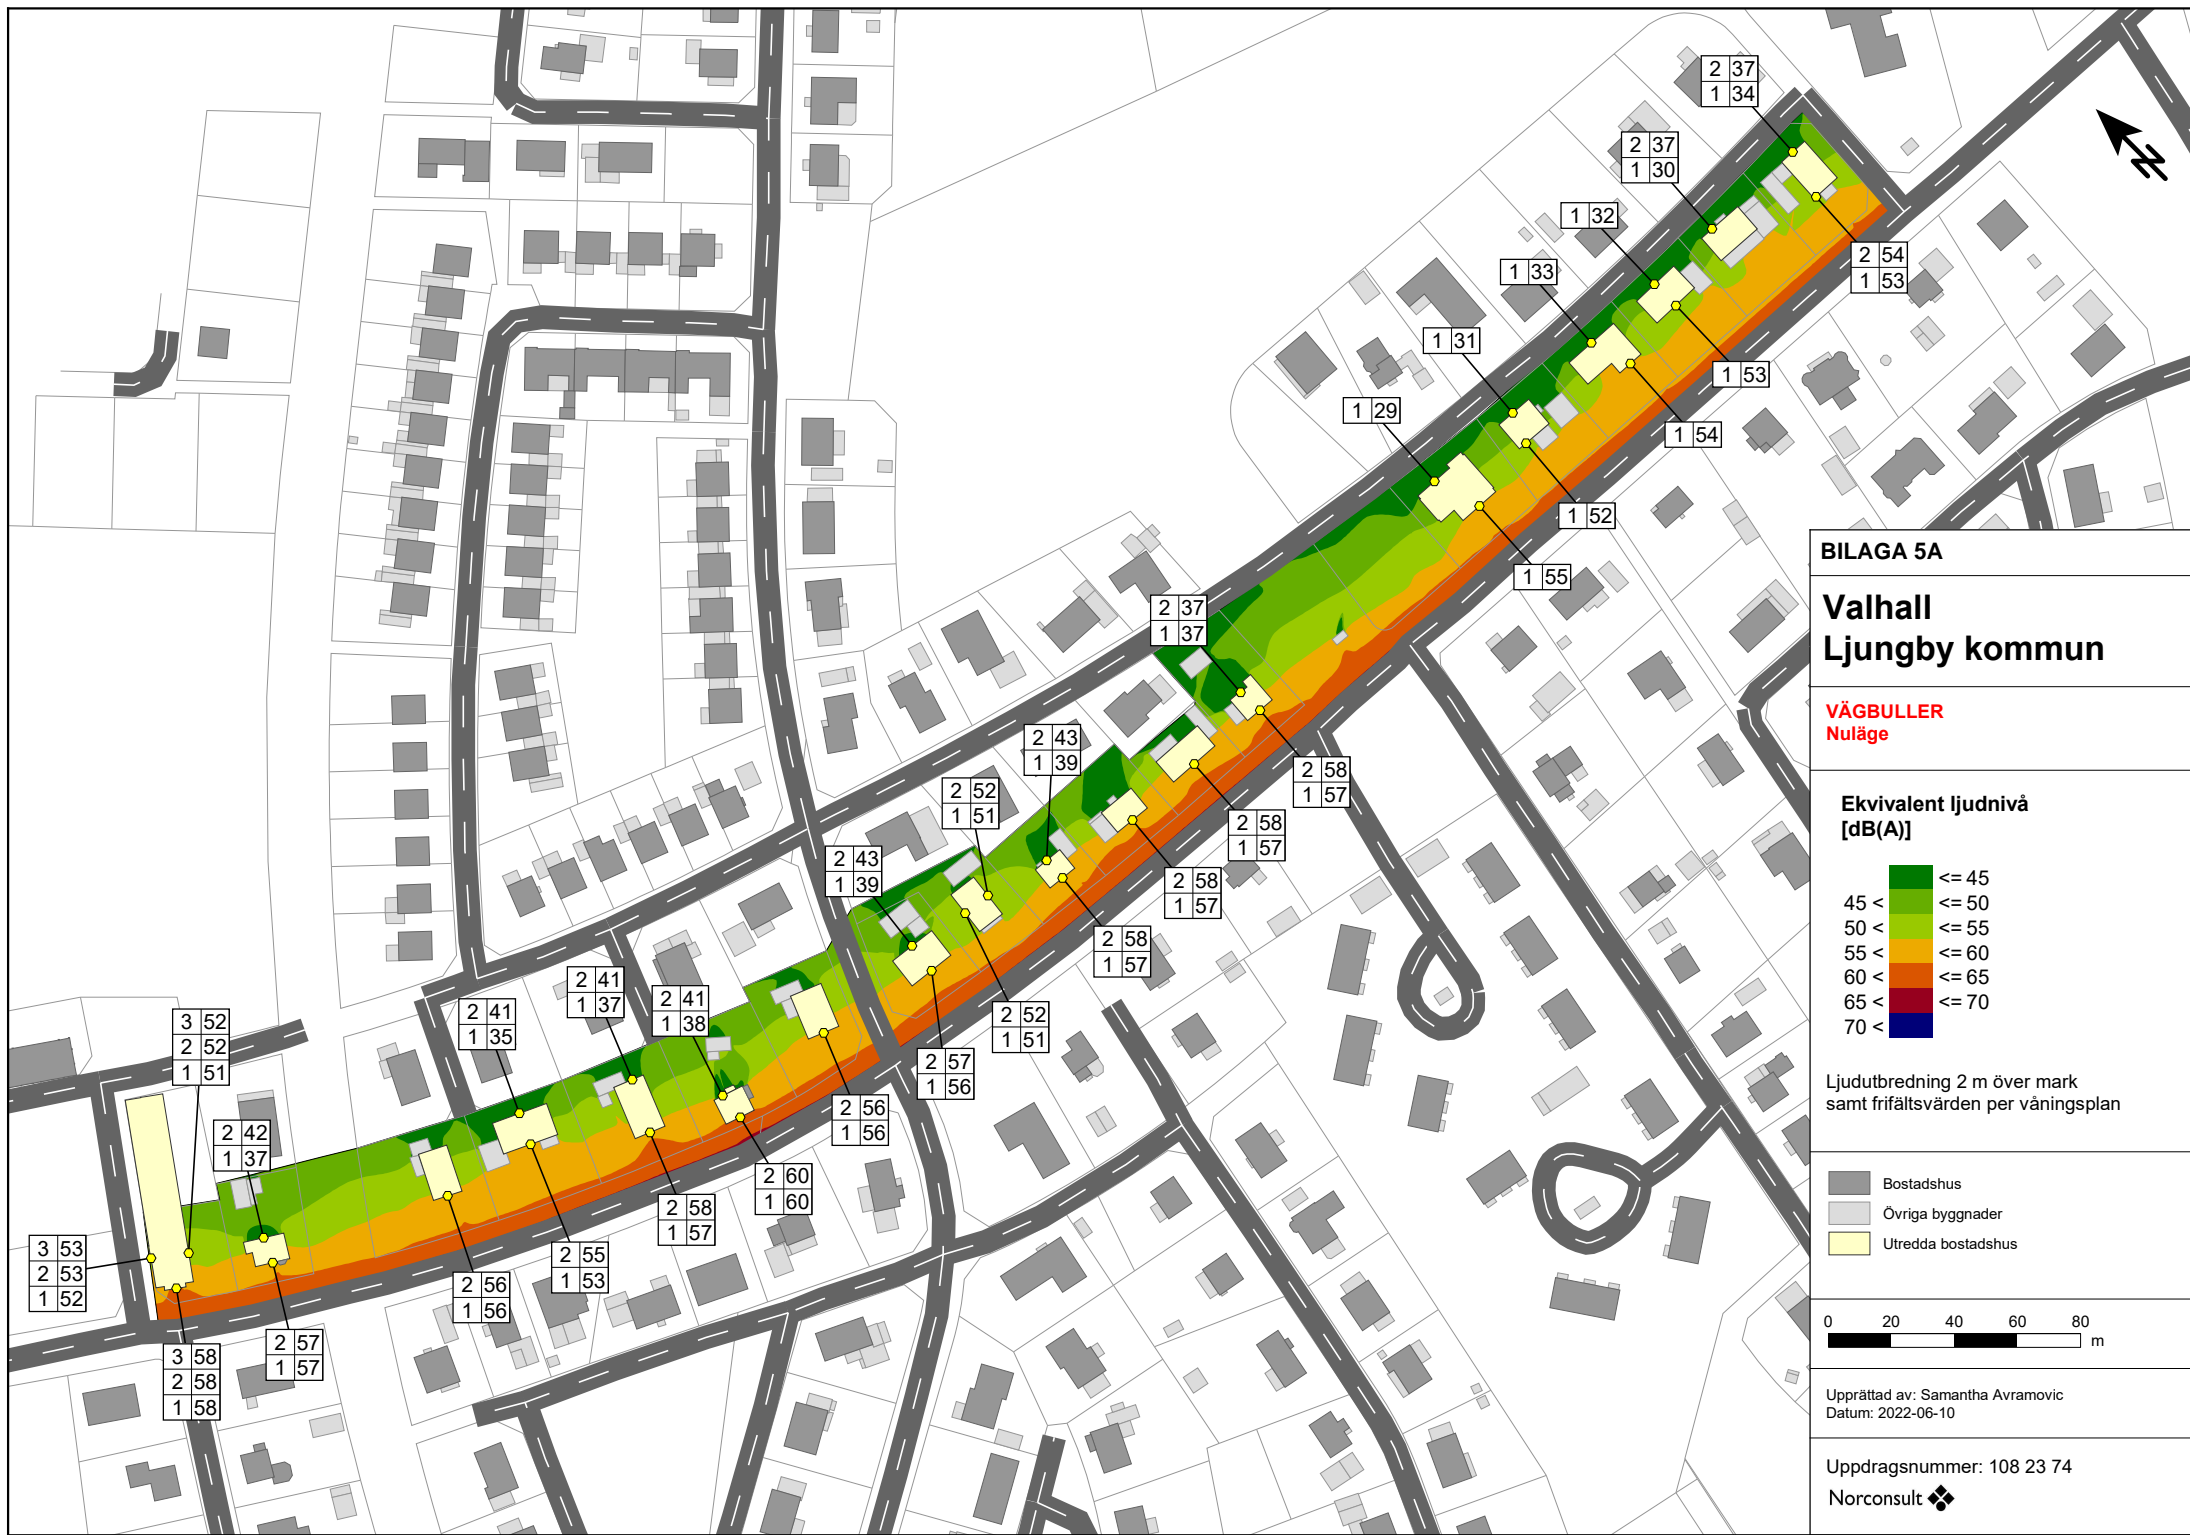 2 37
1 34
2 37
1 30
1 32
1 33
1 31
1 29
2 54
1 53
1 53
1 54
1 52
1 55
2 37
1 37
2 43
1 39
2 52
1 51
2 43
1 39
2 58
1 57
2 58
1 57
2 58
1 57
2 58
1 57
2 52
1 51
2 57
1 56
2 56
1 56
2 41
1 38
2 41
1 37
2 41
1 35
3 52
2 52
1 51
2 42
1 37
2 60
1 60
2 58
1 57
2 55
1 53
2 56
1 56
3 53
2 53
1 52
2 57
1 57
3 58
2 58
1 58
N
BILAGA 5A
Valhall
Ljungby kommun
VÄGBULLER
Nuläge
Ekvivalent ljudnivå
[dB(A)]
<= 45
45 < <= 50
50 < <= 55
55 < <= 60
60 < <= 65
65 < <= 70
70 <
Ljudutbredning 2 m över mark
samt frifältsvärden per våningsplan
Bostadshus
Övriga byggnader
Utredda bostadshus
0 20 40 60 80
m
Upprättad av: Samantha Avramovic
Datum: 2022-06-10
Uppdragsnummer: 108 23 74
Norconsult